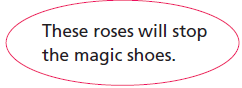 These roses will stop
the magic shoes.